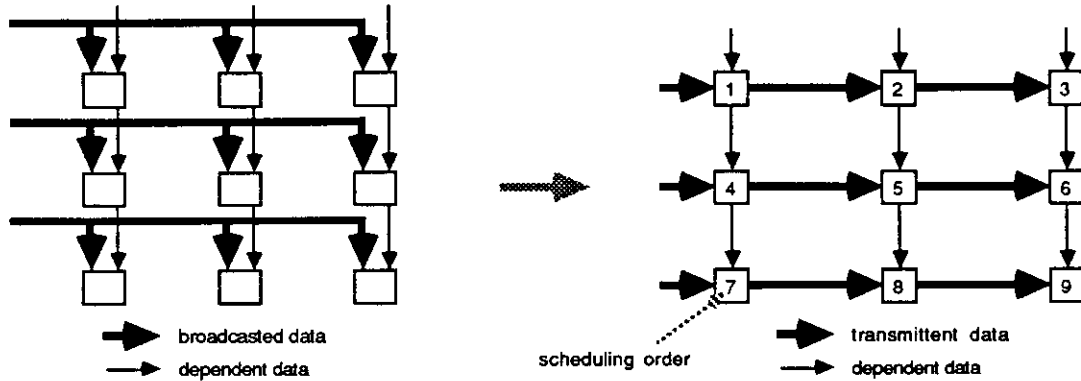 1 2 3
4 5 6
7 8 9
broadcasted data
dependent data
scheduling order
transmittent data
dependent data